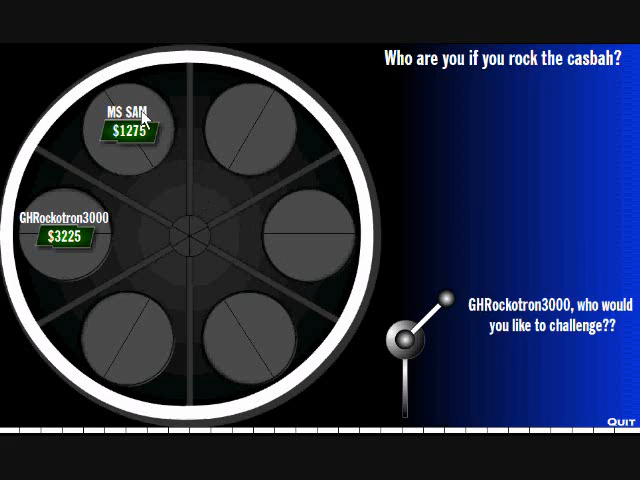 Who are you if you rock the casbah?
MS SAM
$1275
GHRockotron3000
$3225
GHRockotron3000, who would
you like to challenge??
QUIT